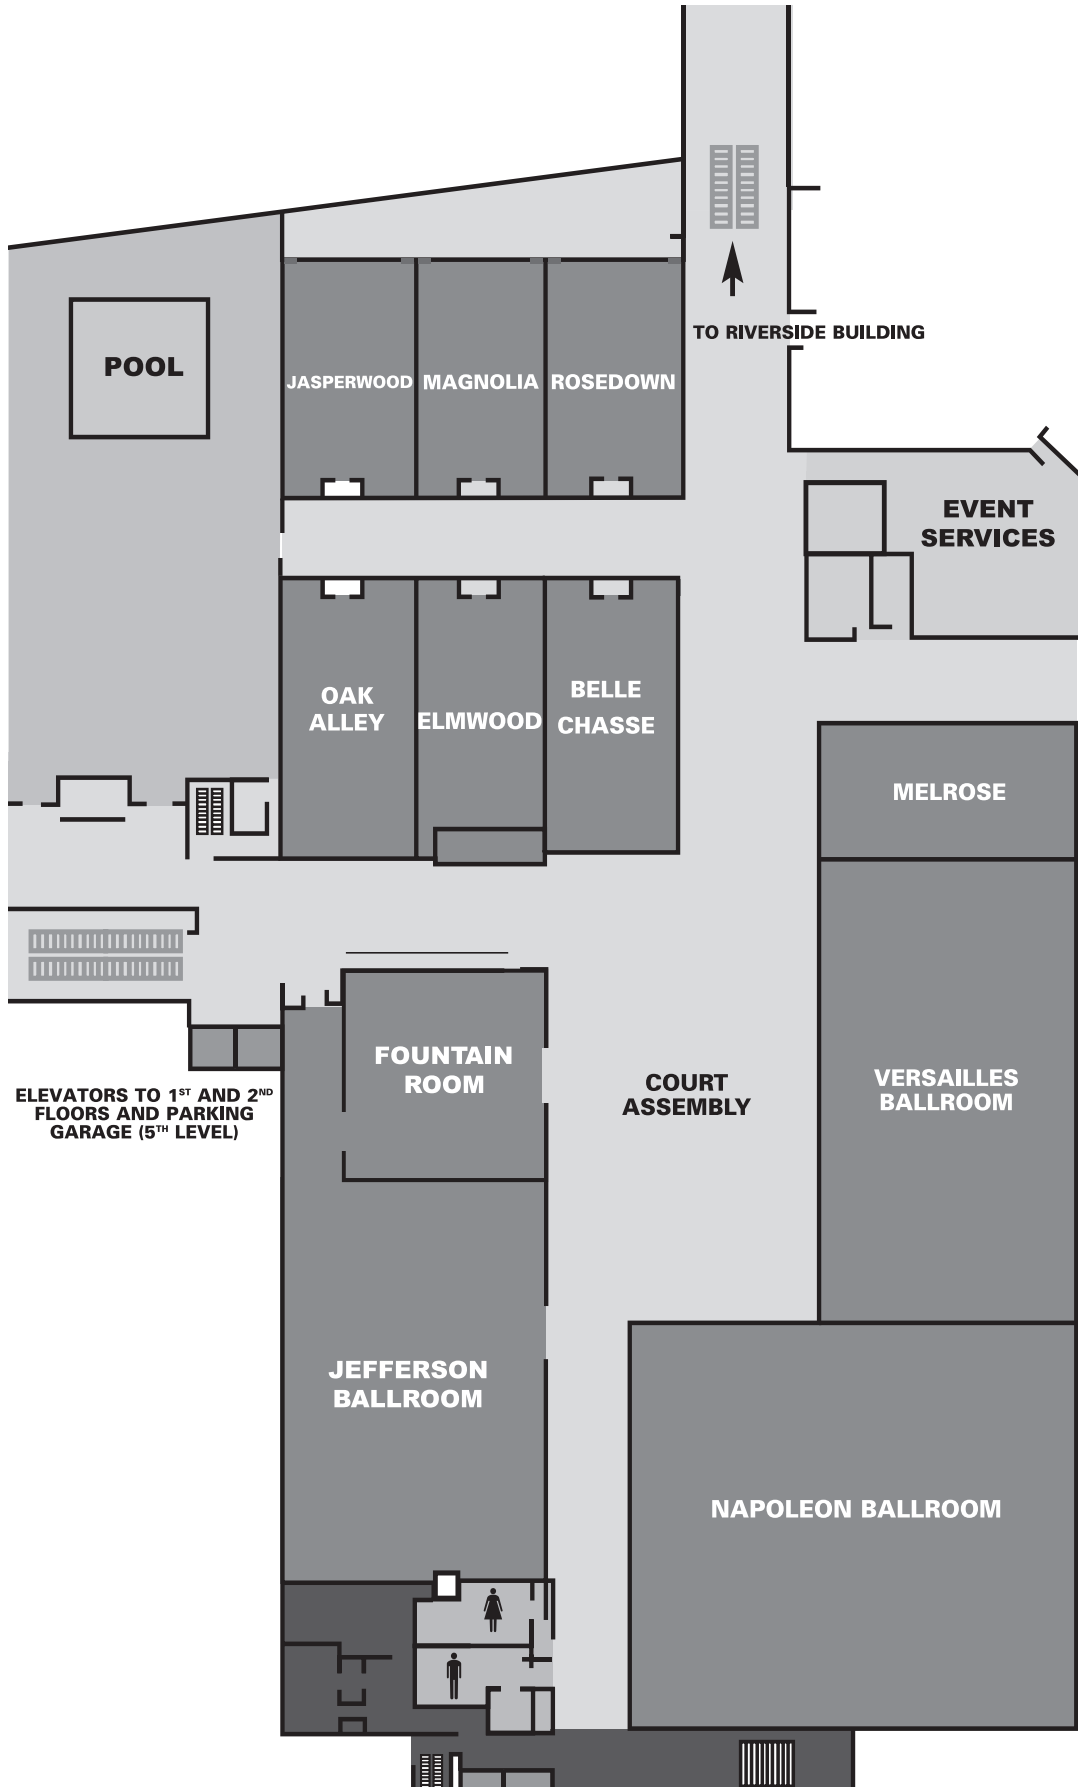 TO RIVERSIDE BUILDING
POOL
JASPERWOOD
MAGNOLIA
ROSEDOWN
EVENT
SERVICES
OAK
ALLEY
ELMWOOD
BELLE
CHASSE
MELROSE
FOUNTAIN
ROOM
COURT
ASSEMBLY
VERSAILLES
BALLROOM
ELEVATORS TO 1ST AND 2ND
FLOORS AND PARKING
GARAGE (5TH LEVEL)
JEFFERSON
BALLROOM
NAPOLEON BALLROOM